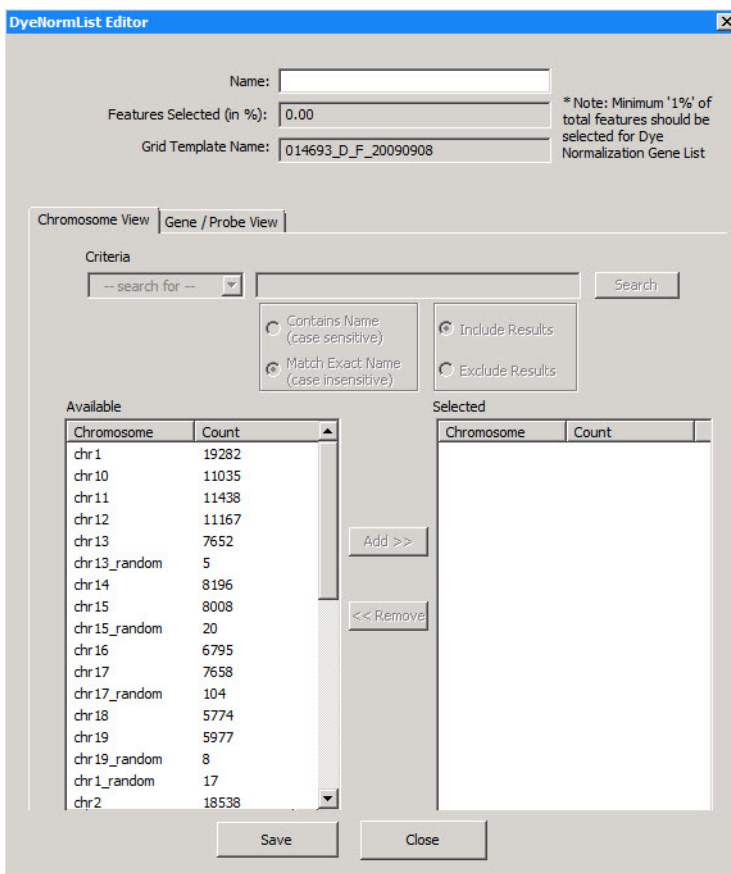 DyeNormList Editor
Name:
Features Selected (in %): 0.00
Grid Template Name: 014693_D_F_20090908
* Note: Minimum '1%' of
total features should be
selected for Dye
Normalization Gene List
Chromosome View Gene / Probe View
Criteria
-- search for -- Search
Contains Name
(case sensitive)
Match Exact Name
(case insensitive)
Include Results
Exclude Results
Available
Chromosome Count
chr1 19282
chr10 11035
chr11 11438
chr12 11167
chr13 7652
chr13_random 5
chr14 8196
chr15 8008
chr15_random 20
chr16 6795
chr17 7658
chr17_random 104
chr18 5774
chr19 5977
chr19_random 8
chr1_random 17
chr2 18538
Add >>
<< Remove
Selected
Chromosome Count
Save Close